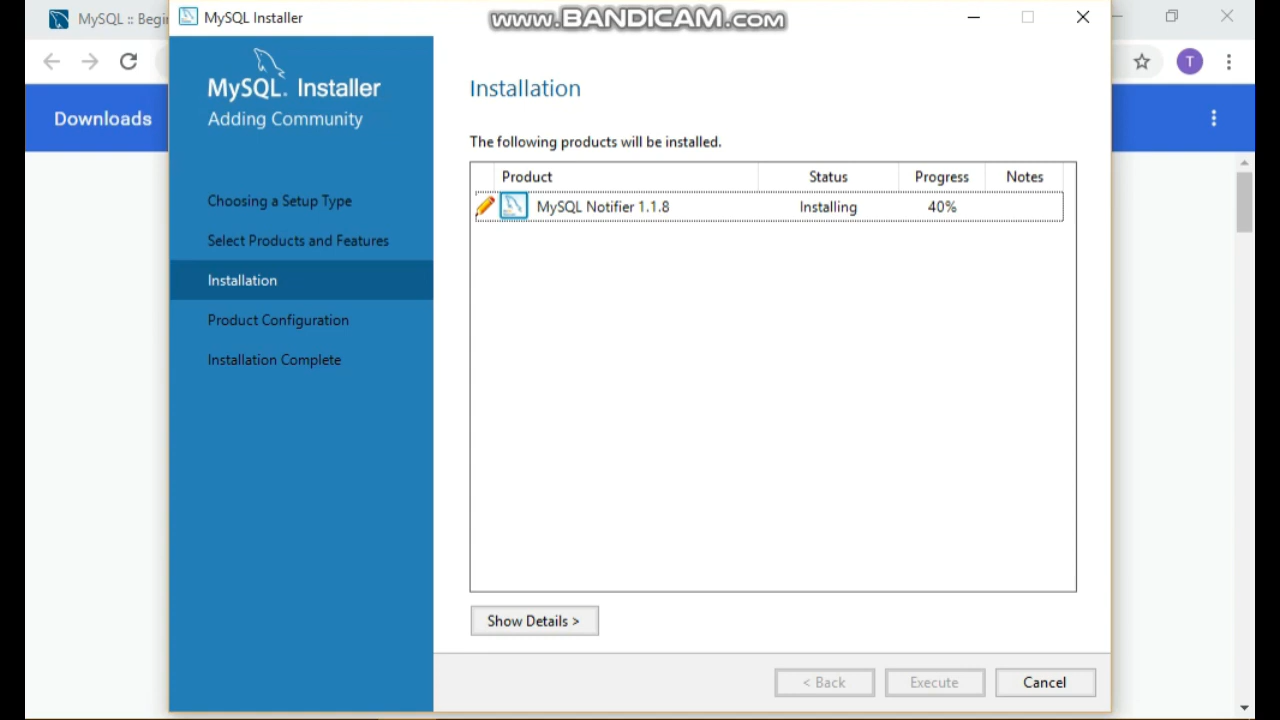 MySQL :: Begi
MySQL Installer
www.BANDICAM.com
T
Downloads
MySQL. Installer
Adding Community
Choosing a Setup Type
Select Products and Features
Installation
Product Configuration
Installation Complete
Installation
The following products will be installed.
Product Status Progress Notes
MySQL Notifier 1.1.8 Installing 40%
Show Details >
< Back Execute Cancel